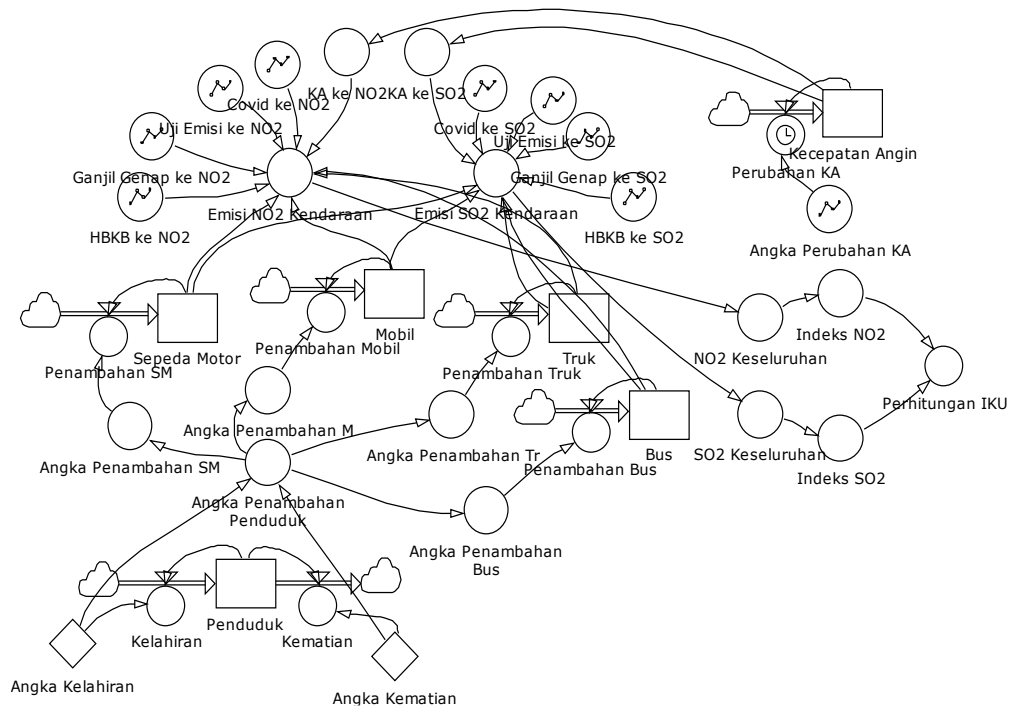 KA ke NO2
KA ke SO2
Covid ke NO2
Uji Emisi ke NO2
Covid ke SO2
Uji Emisi ke SO2
Kecepatan Angin
Perubahan KA
Ganjil Genap ke NO2
Ganjil Genap ke SO2
Emisi NO2 Kendaraan
Emisi SO2 Kendaraan
HBKB ke NO2
HBKB ke SO2
Angka Perubahan KA
Mobil
Indeks NO2
Penambahan Mobil
Sepeda Motor
Truk
NO2 Keseluruhan
Penambahan SM
Penambahan Truk
Perhitungan IKU
Angka Penambahan M
Angka Penambahan SM
Angka Penambahan Tr
Bus
SO2 Keseluruhan
Penambahan Bus
Indeks SO2
Angka Penambahan
Penduduk
Angka Penambahan
Bus
Penduduk
Kelahiran
Kematian
Angka Kelahiran
Angka Kematian